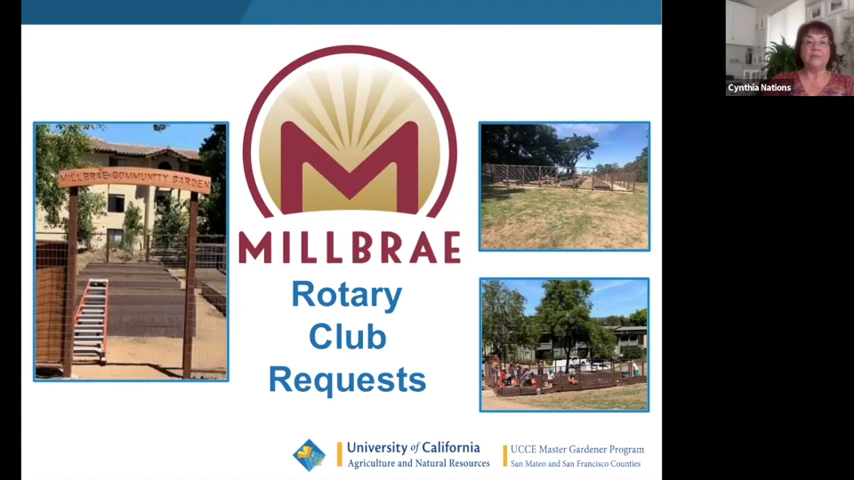 Cynthia Nations
MILLBRAE COMMUNITY GARDEN
M
MILLBRAE
Rotary
Club
Requests
University of California
Agriculture and Natural Resources
UCCE Master Gardener Program
San Mateo and San Francisco Counties